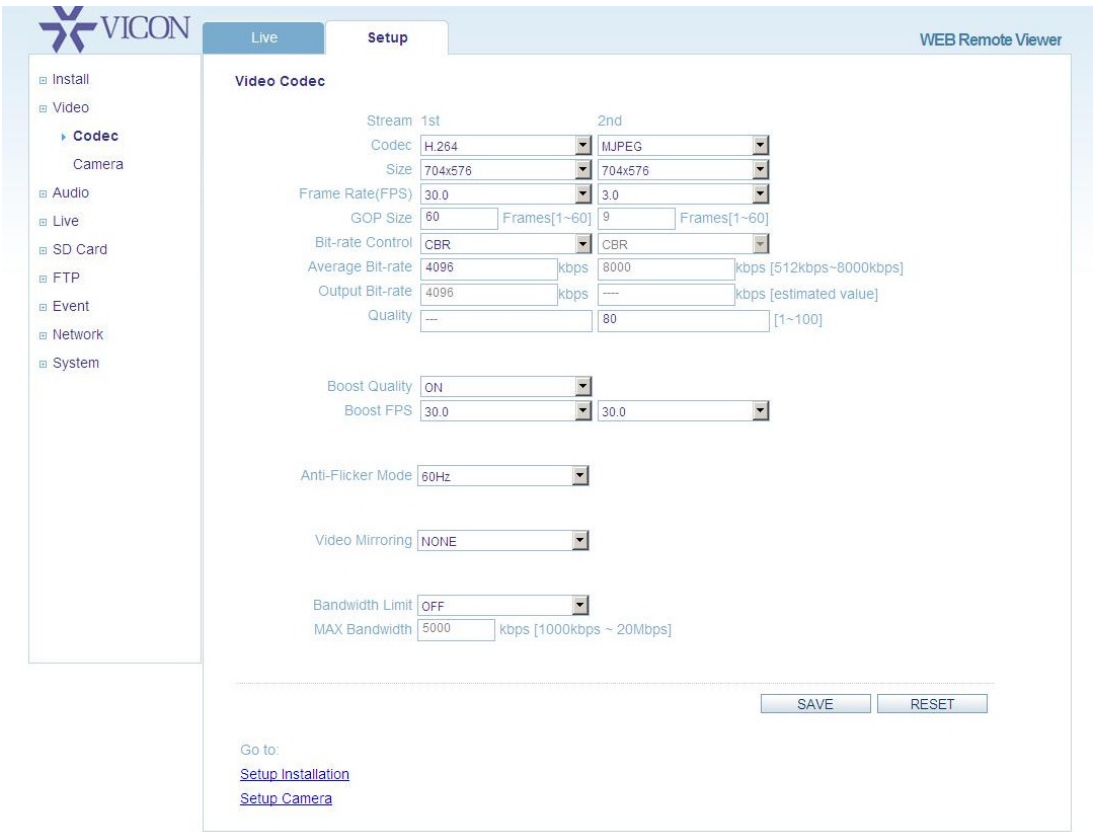 VICON
Live Setup WEB Remote Viewer
Install
Video
Codec
Camera
Audio
Live
SD Card
FTP
Event
Network
System
Video Codec
Stream 1st 2nd
Codec H.264 MJPEG
Size 704x576 704x576
Frame Rate(FPS) 30.0 3.0
GOP Size 60 Frames[1~60] 9 Frames[1~60]
Bit-rate Control CBR CBR
Average Bit-rate 4096 kbps 8000 kbps [512kbps~8000kbps]
Output Bit-rate 4096 kbps ---- kbps [estimated value]
Quality --- 80 [1~100]
Boost Quality ON
Boost FPS 30.0 30.0
Anti-Flicker Mode 60Hz
Video Mirroring NONE
Bandwidth Limit OFF
MAX Bandwidth 5000 kbps [1000kbps ~ 20Mbps]
SAVE RESET
Go to:
Setup Installation
Setup Camera